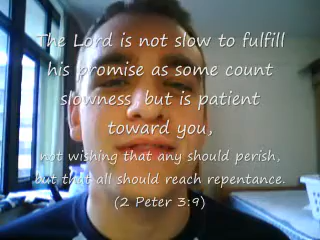 The Lord is not slow to fulfill
his promise as some count
slowness, but is patient
toward you,
not wishing that any should perish,
but that all should reach repentance.
(2 Peter 3:9)